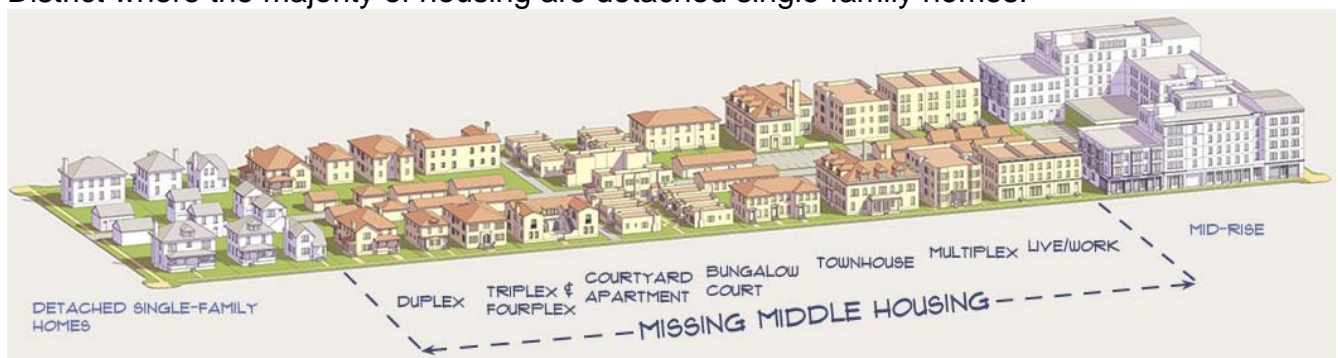 District where the majority of housing are detached single-family homes.
DETACHED SINGLE-FAMILY
HOMES
DUPLEX
TRIPLEX &
FOURPLEX
COURTYARD
APARTMENT
BUNGALOW
COURT
TOWNHOUSE
MULTIPLEX
LIVE/WORK
MID-RISE
MISSING MIDDLE HOUSING